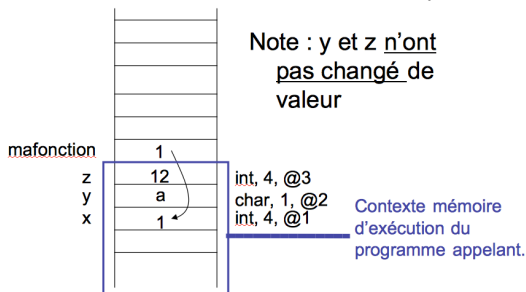 Note : y et z n'ont
pas changé de
valeur
mafonction 1
z 12 int, 4, @3
y a char, 1, @2
x 1 int, 4, @1
Contexte mémoire
d'exécution du
programme appelant.